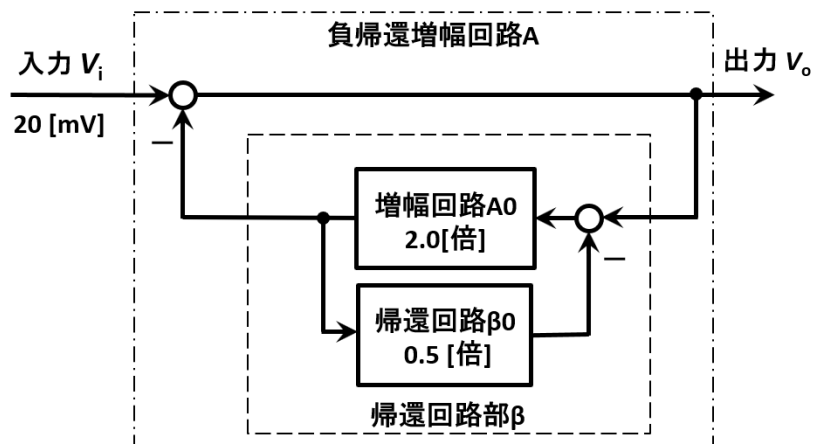 負帰還増幅回路A
入力 Vi
出力 Vo
20 [mV]
−
増幅回路A0
2.0[倍]
−
帰還回路β0
0.5 [倍]
帰還回路部β